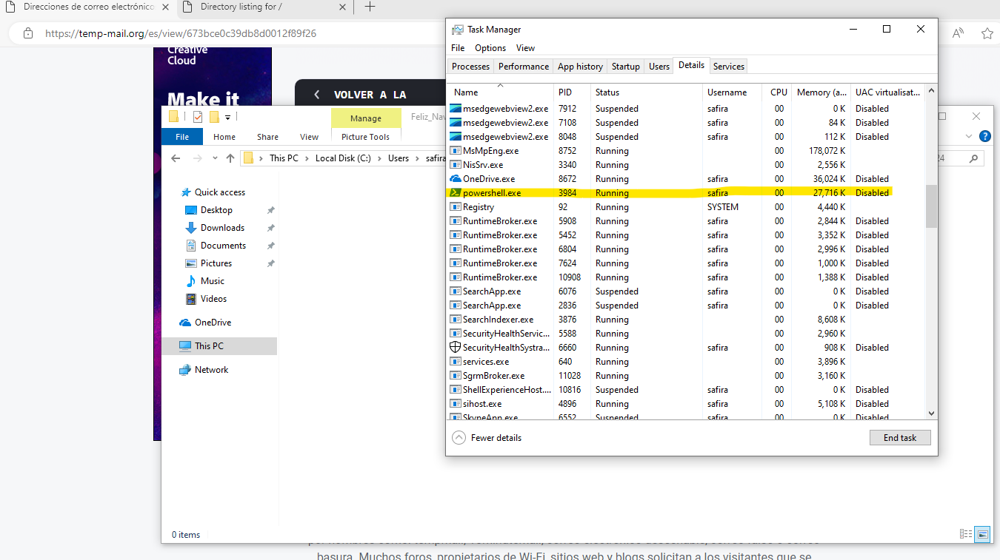 Direcciones de correo electrónico
Directory listing for /
https://temp-mail.org/es/view/673bce0c39db8d0012f89f26
Creative
Cloud
Make it
VOLVER A LA
Manage
Feliz_Nav
File Home Share View Picture Tools
This PC > Local Disk (C:) > Users > safira
24
Quick access
Desktop
Downloads
Documents
Pictures
Music
Videos
OneDrive
This PC
Network
0 items
Task Manager
File Options View
Processes Performance App history Startup Users Details Services
Name PID Status Username CPU Memory (a... UAC virtualisat...
msedgewebview2.exe 7912 Suspended safira 00 0 K Disabled
msedgewebview2.exe 7108 Suspended safira 00 84 K Disabled
msedgewebview2.exe 8048 Suspended safira 00 112 K Disabled
MsMpEng.exe 8752 Running 00 178,072 K
NisSrv.exe 3340 Running 00 2,556 K
OneDrive.exe 8672 Running safira 00 36,024 K Disabled
powershell.exe 3984 Running safira 00 27,716 K Disabled
Registry 92 Running SYSTEM 00 4,440 K
RuntimeBroker.exe 5908 Running safira 00 2,844 K Disabled
RuntimeBroker.exe 5452 Running safira 00 3,352 K Disabled
RuntimeBroker.exe 6804 Running safira 00 2,996 K Disabled
RuntimeBroker.exe 7624 Running safira 00 1,000 K Disabled
RuntimeBroker.exe 10908 Running safira 00 1,388 K Disabled
SearchApp.exe 6076 Suspended safira 00 0 K Disabled
SearchApp.exe 2836 Suspended safira 00 0 K Disabled
SearchIndexer.exe 3876 Running 00 8,608 K
SecurityHealthServic... 5588 Running 00 2,960 K
SecurityHealthSystra... 6660 Running safira 00 908 K Disabled
services.exe 640 Running 00 3,896 K
SgrmBroker.exe 11028 Running 00 3,160 K
ShellExperienceHost.... 10816 Suspended safira 00 0 K Disabled
sihost.exe 4896 Running safira 00 5,108 K Disabled
SkypeApp.exe 6552 Suspended safira 00 0 K Disabled
Fewer details
End task
basura. Muchos foros, propietarios de Wi-Fi, sitios web y blogs solicitan a los visitantes que se